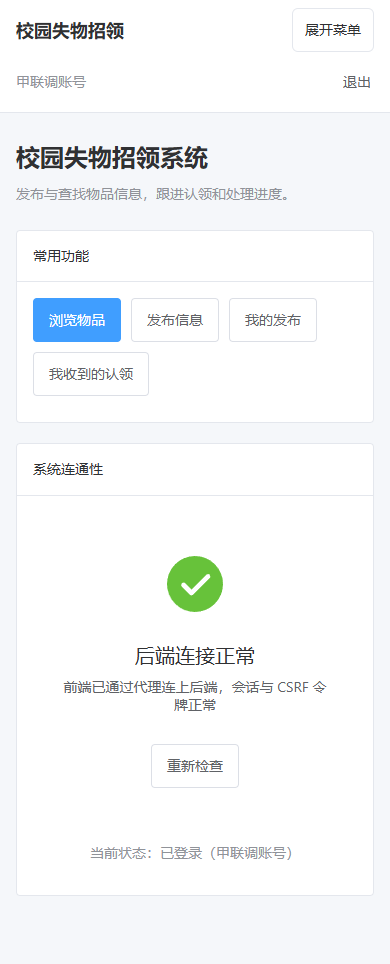 校园失物招领
展开菜单
甲联调账号
退出
校园失物招领系统
发布与查找物品信息，跟进认领和处理进度。
常用功能
浏览物品
发布信息
我的发布
我收到的认领
系统连通性
后端连接正常
前端已通过代理连上后端，会话与 CSRF 令
牌正常
重新检查
当前状态：已登录（甲联调账号）